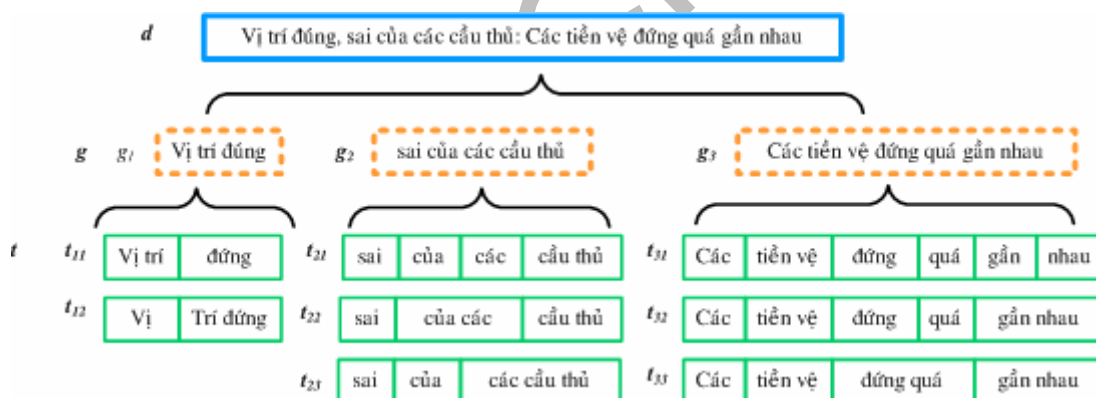 d Vị trí đúng, sai của các cầu thủ: Các tiền vệ đứng quá gần nhau
g g1 Vị trí đúng g2 sai của các cầu thủ g3 Các tiền vệ đứng quá gần nhau
t t11 Vị trí đứng t21 sai của các cầu thủ t31 Các tiền vệ đứng quá gần nhau
t12 Vị Trí đứng t22 sai của các cầu thủ t32 Các tiền vệ đứng quá gần nhau
t23 sai của các cầu thủ t33 Các tiền vệ đứng quá gần nhau